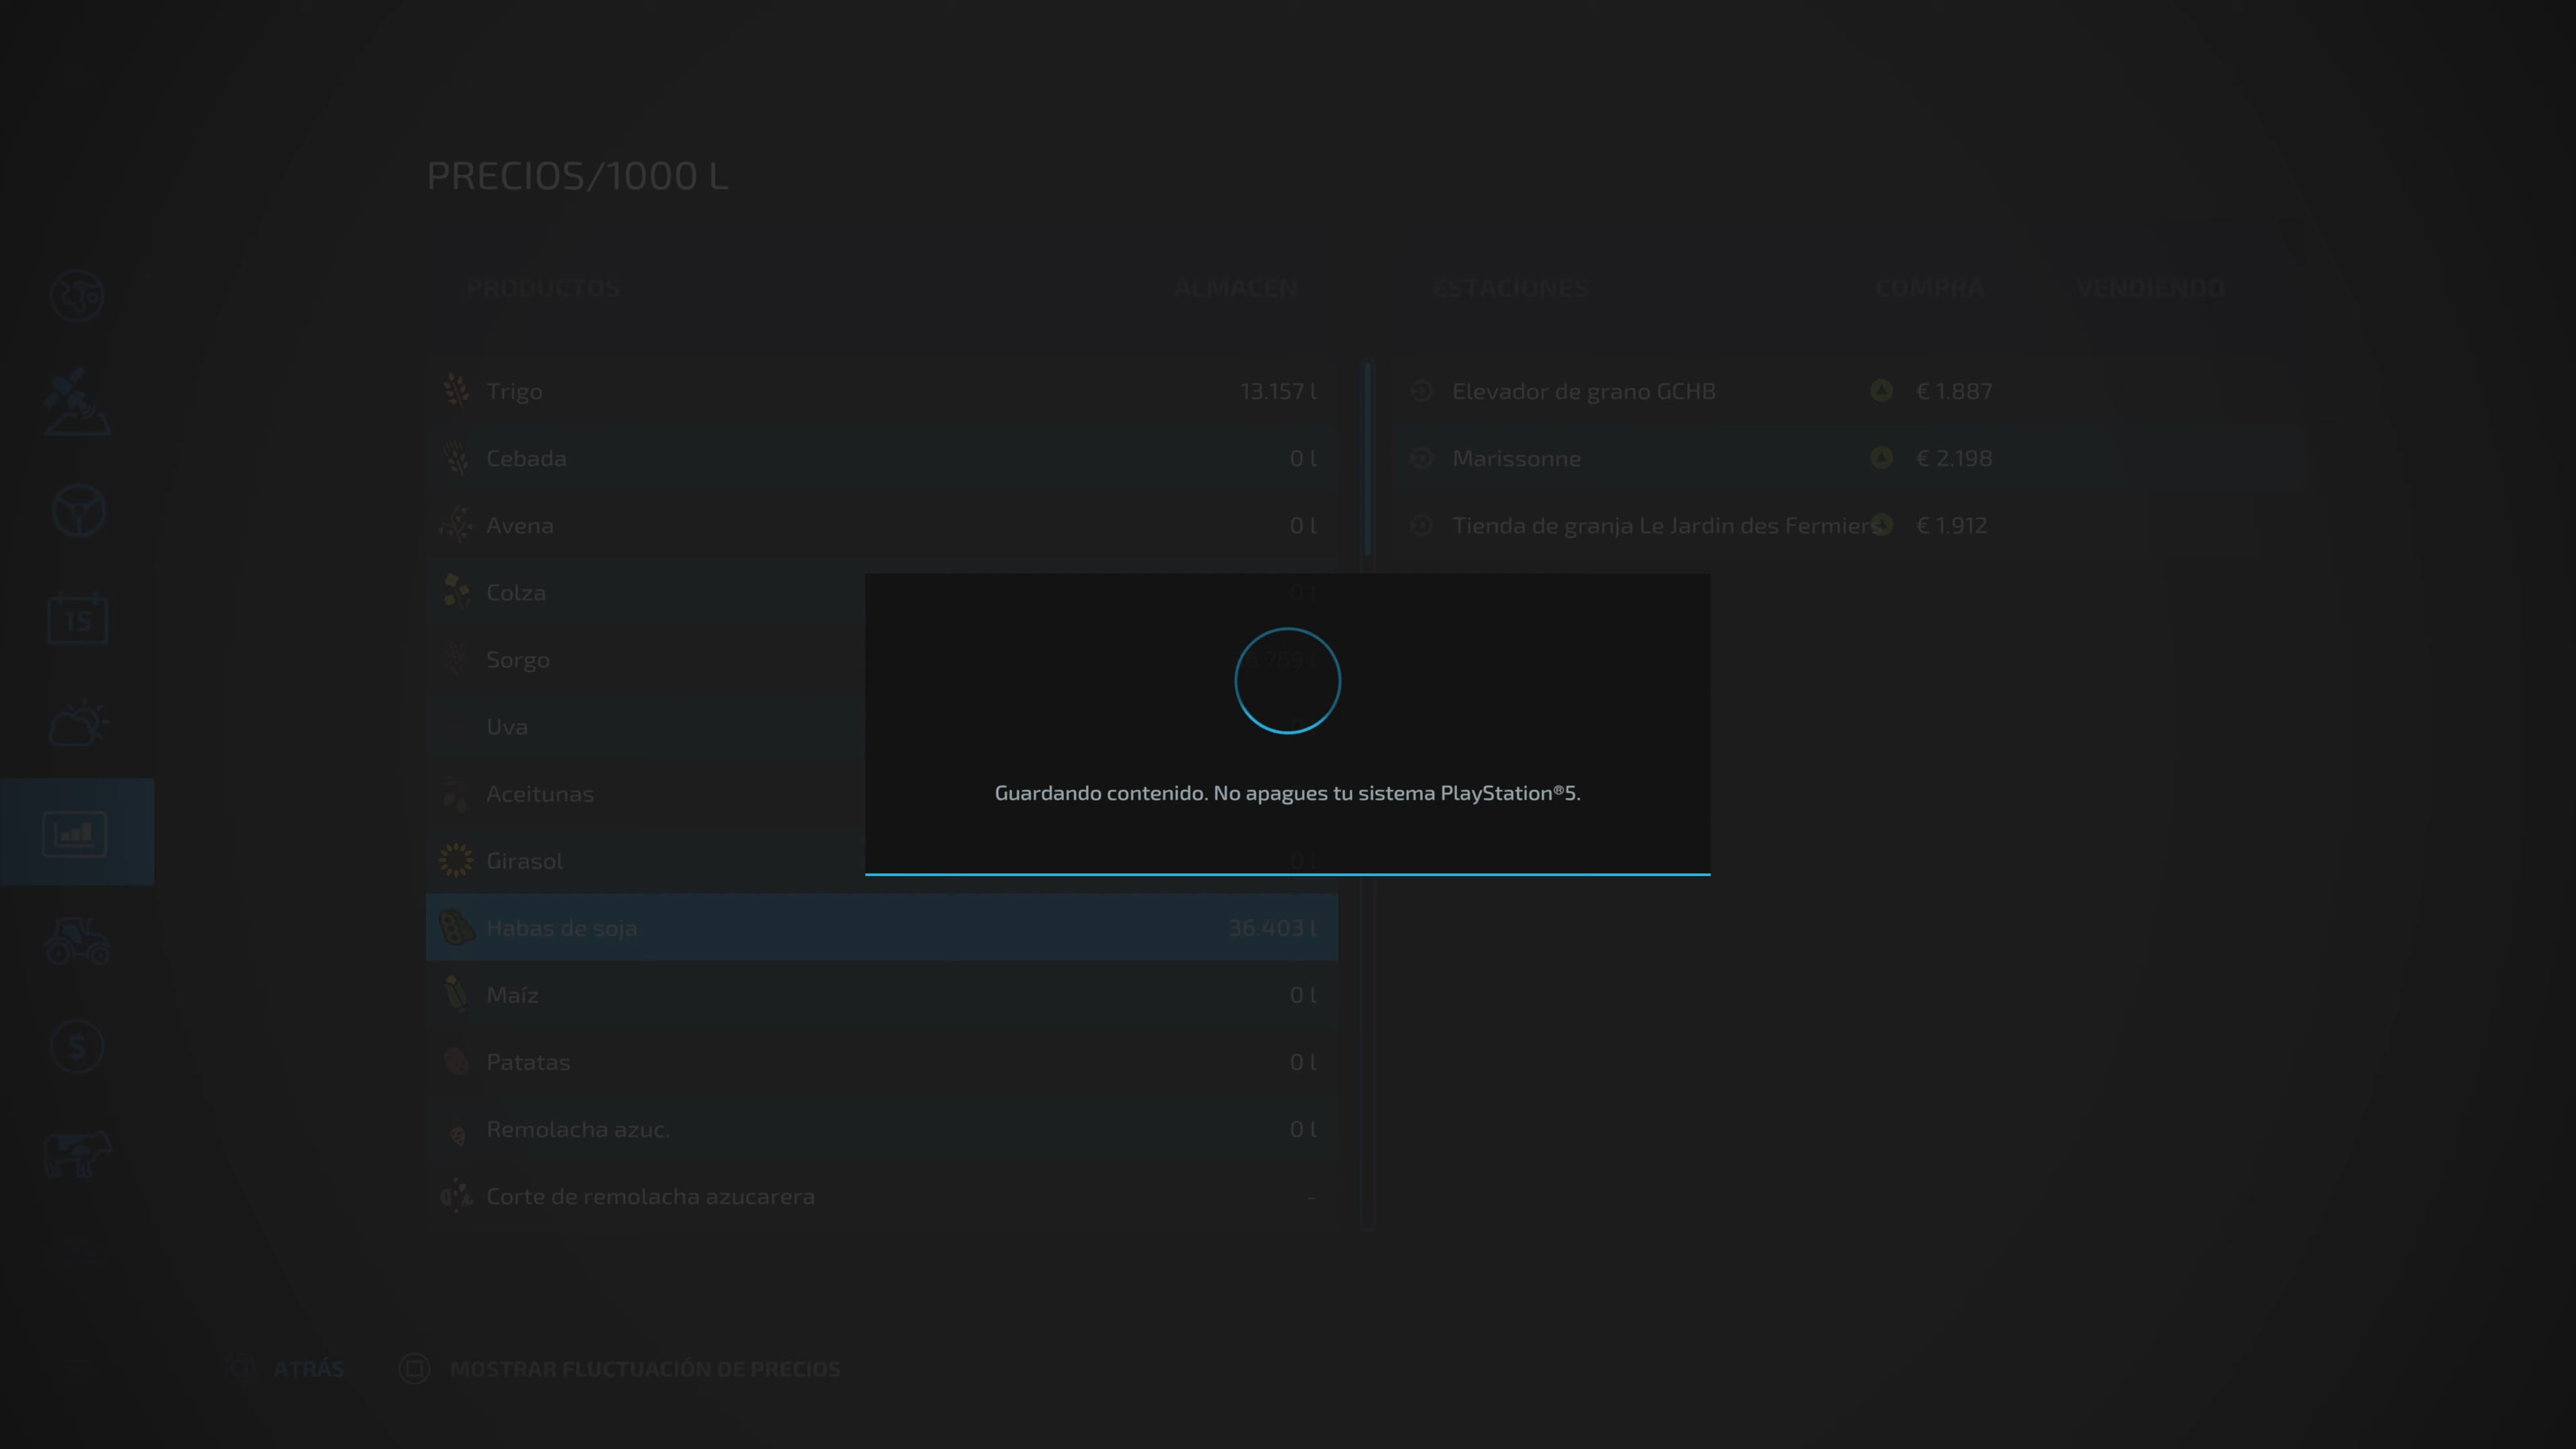 PRECIOS/1000 L
PRODUCTOS ALMACÉN ESTACIONES COMPRA VENDIENDO
Trigo 13.157 l Elevador de grano GCHB € 1.887
Cebada 0 l Marissonne € 2.198
Avena 0 l Tienda de granja Le Jardin des Fermiers € 1.912
Colza 0 l
Sorgo
Uva
Aceitunas
Girasol 0 l
Guardando contenido. No apagues tu sistema PlayStation®5.
Habas de soja 36.403 l
Maíz 0 l
Patatas 0 l
Remolacha azuc. 0 l
Corte de remolacha azucarera -
15
$
ATRÁS MOSTRAR FLUCTUACIÓN DE PRECIOS